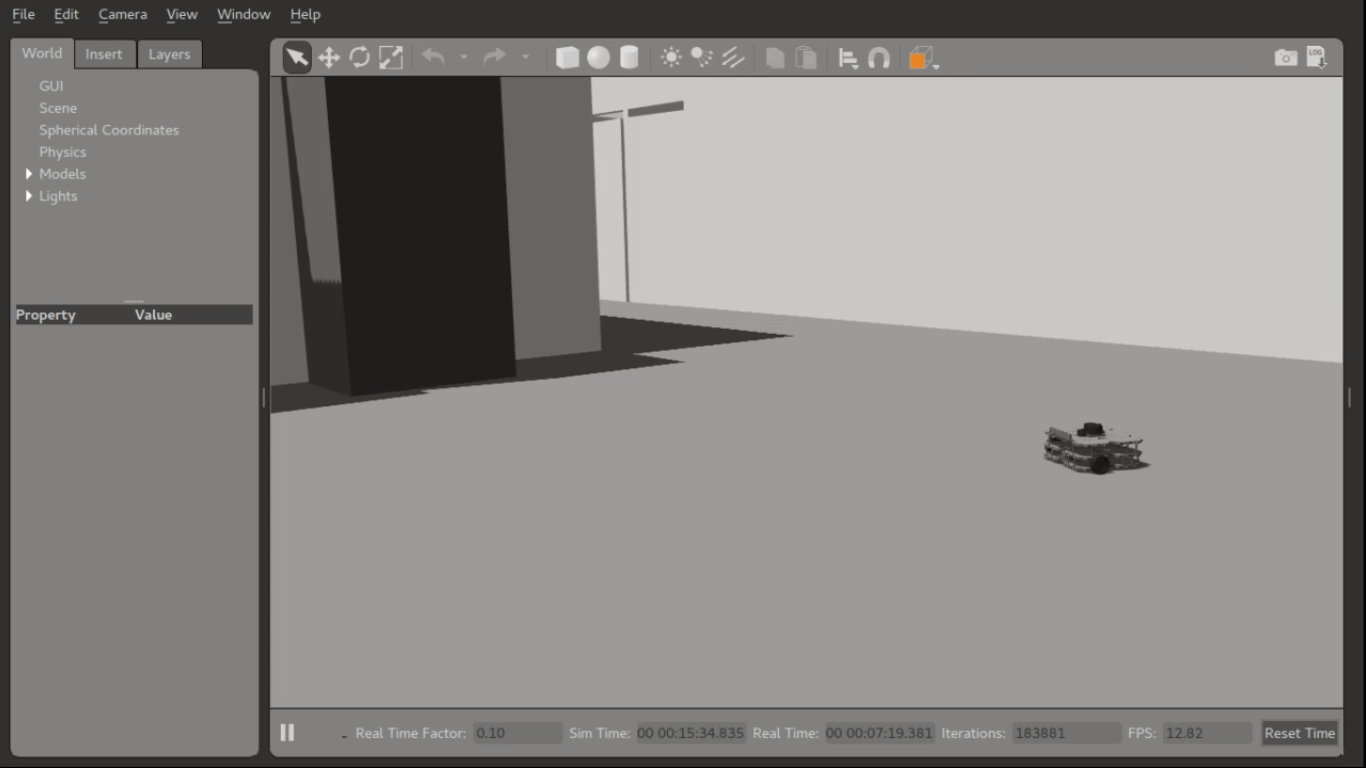 File Edit Camera View Window Help
World Insert Layers
LOG
GUI
Scene
Spherical Coordinates
Physics
Models
Lights
Property Value
Real Time Factor: 0.10 Sim Time: 00 00:15:34.835 Real Time: 00 00:07:19.381 Iterations: 183881 FPS: 12.82 Reset Time